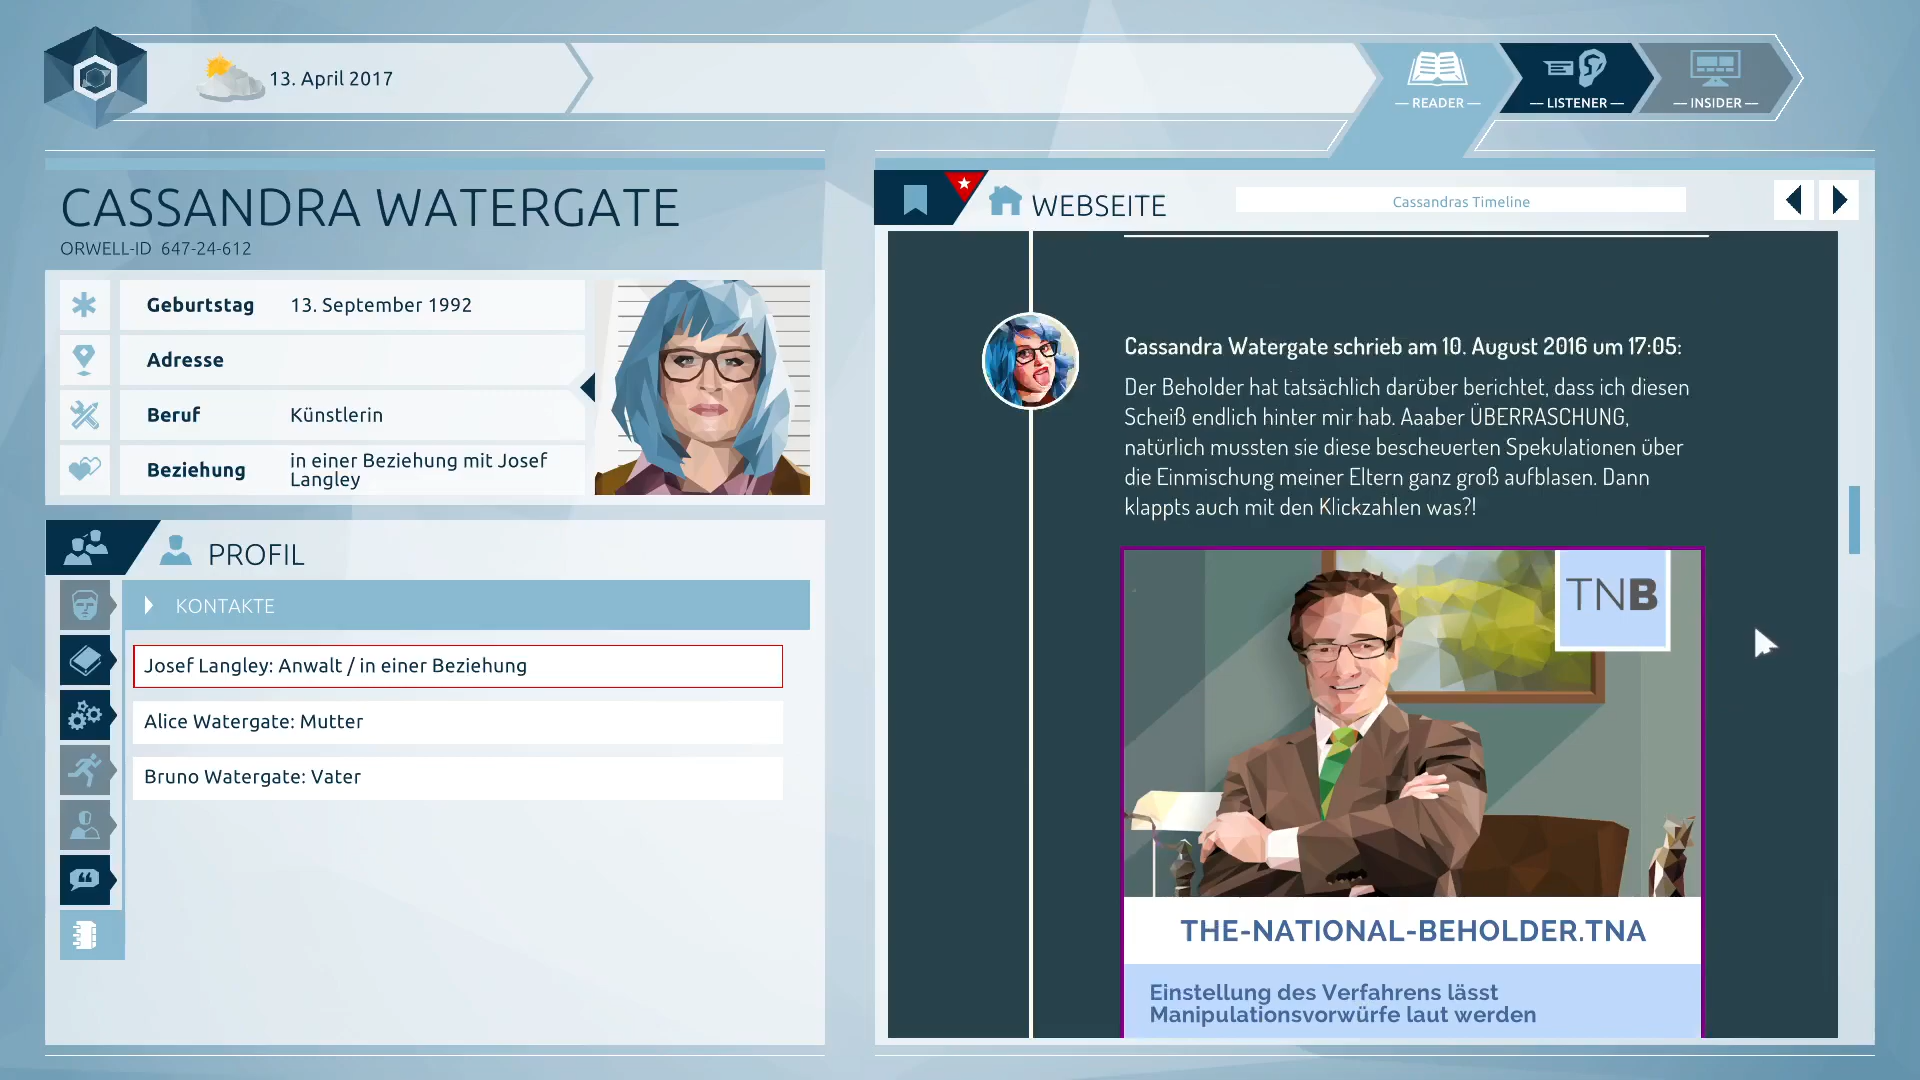 13. April 2017
— READER —
— LISTENER —
— INSIDER —
CASSANDRA WATERGATE
ORWELL-ID 647-24-612
Geburtstag 13. September 1992
Adresse
Beruf Künstlerin
Beziehung in einer Beziehung mit Josef
Langley
PROFIL
KONTAKTE
Josef Langley: Anwalt / in einer Beziehung
Alice Watergate: Mutter
Bruno Watergate: Vater
WEBSEITE
Cassandras Timeline
Cassandra Watergate schrieb am 10. August 2016 um 17:05:
Der Beholder hat tatsächlich darüber berichtet, dass ich diesen
Scheiß endlich hinter mir hab. Aaaber ÜBERRASCHUNG,
natürlich mussten sie diese bescheuerten Spekulationen über
die Einmischung meiner Eltern ganz groß aufblasen. Dann
klappts auch mit den Klickzahlen was?!
TNB
THE-NATIONAL-BEHOLDER.TNA
Einstellung des Verfahrens lässt
Manipulationsvorwürfe laut werden